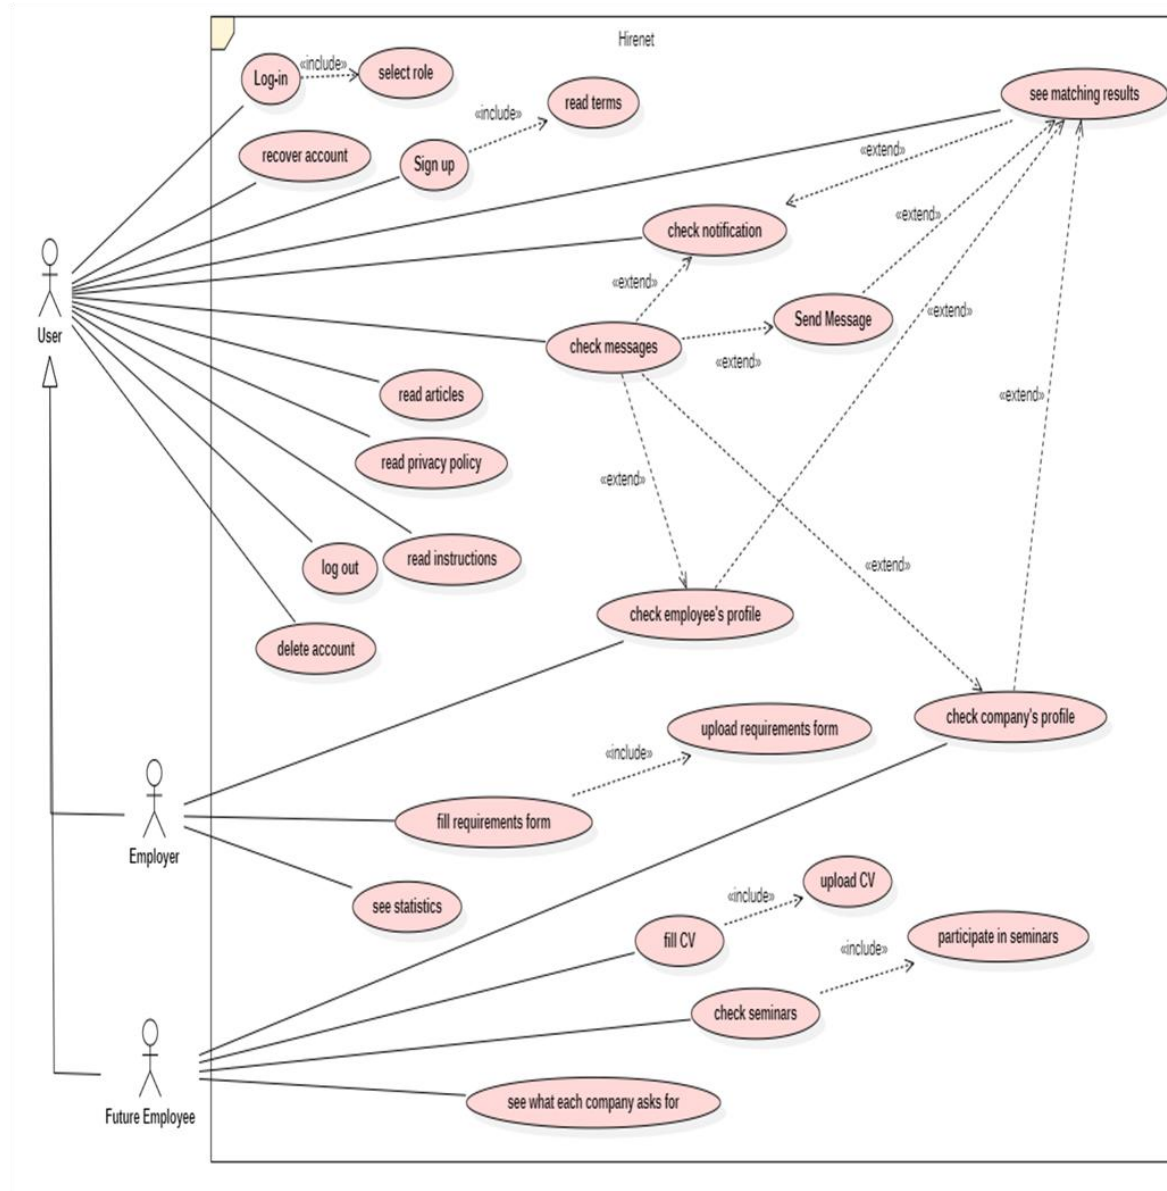 Hirenet
Log-in
«include»
select role
see matching results
«include»
read terms
recover account
Sign up
«extend»
check notification
«extend»
«extend»
Send Message
«extend»
User
check messages
«extend»
read articles
«extend»
read privacy policy
«extend»
log out
read instructions
«extend»
check employee's profile
delete account
check company's profile
upload requirements form
«include»
fill requirements form
Employer
see statistics
upload CV
«include»
fill CV
participate in seminars
«include»
check seminars
see what each company asks for
Future Employee